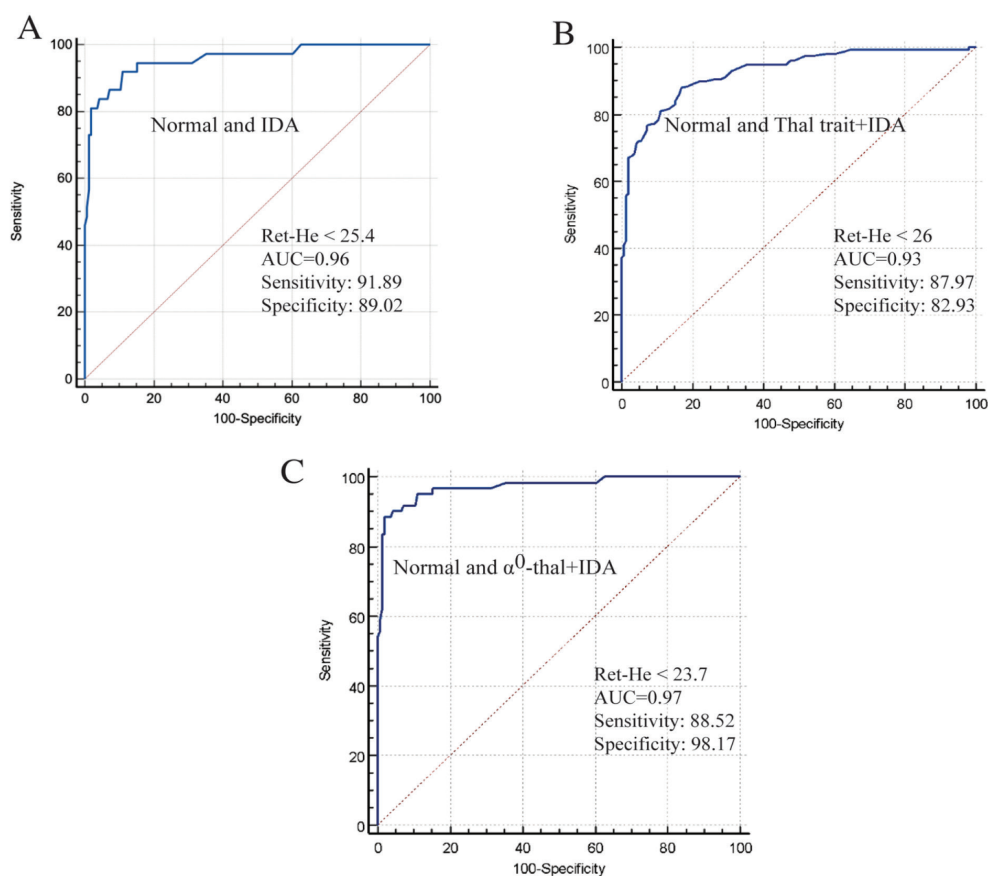 A
100
80
60
40
20
0
Sensitivity
Normal and IDA
Ret-He < 25.4
AUC=0.96
Sensitivity: 91.89
Specificity: 89.02
0 20 40 60 80 100
100-Specificity
B
100
80
60
40
20
0
Sensitivity
Normal and Thal trait+IDA
Ret-He < 26
AUC=0.93
Sensitivity: 87.97
Specificity: 82.93
0 20 40 60 80 100
100-Specificity
C
100
80
60
40
20
0
Sensitivity
Normal and α⁰-thal+IDA
Ret-He < 23.7
AUC=0.97
Sensitivity: 88.52
Specificity: 98.17
0 20 40 60 80 100
100-Specificity